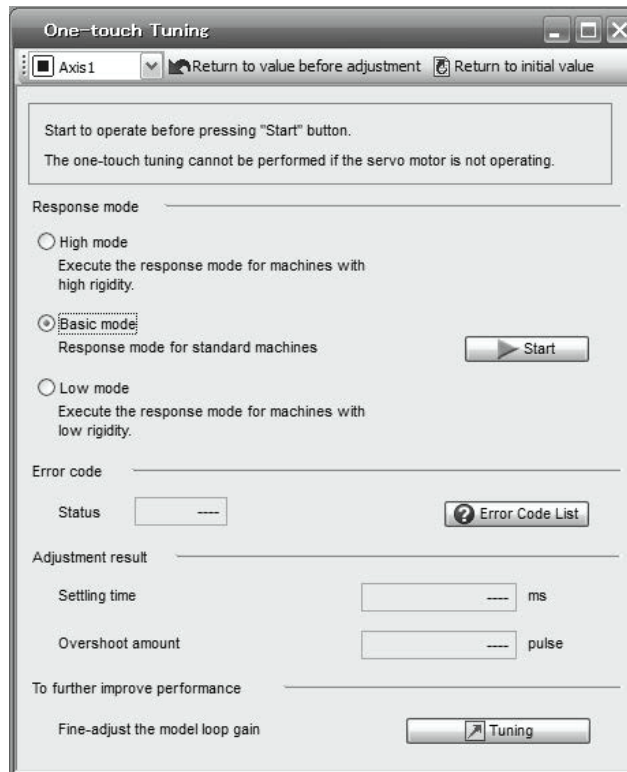 One-touch Tuning
Axis1 Return to value before adjustment Return to initial value
Start to operate before pressing "Start" button.
The one-touch tuning cannot be performed if the servo motor is not operating.
Response mode
High mode
Execute the response mode for machines with
high rigidity.
Basic mode
Response mode for standard machines
Start
Low mode
Execute the response mode for machines with
low rigidity.
Error code
Status ---- Error Code List
Adjustment result
Settling time ---- ms
Overshoot amount ---- pulse
To further improve performance
Fine-adjust the model loop gain Tuning